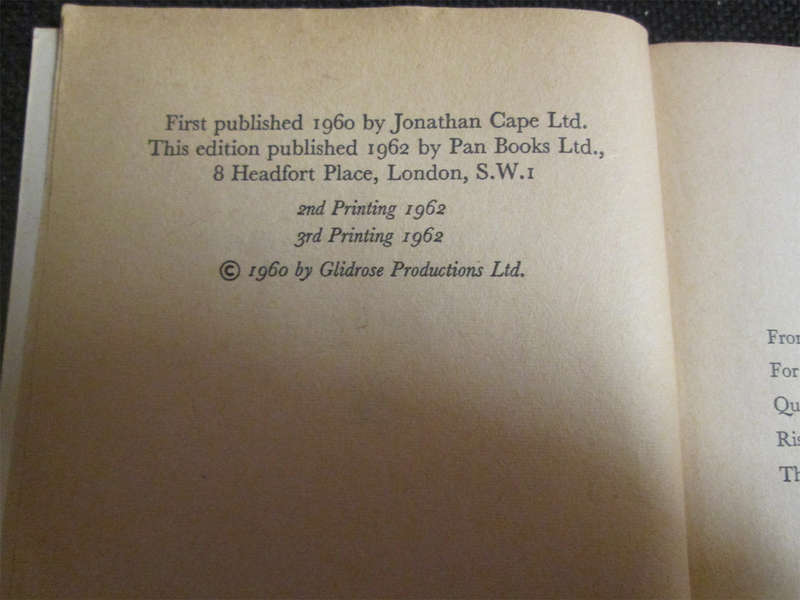 First published 1960 by Jonathan Cape Ltd.
This edition published 1962 by Pan Books Ltd.,
8 Headfort Place, London, S.W.1
2nd Printing 1962
3rd Printing 1962
© 1960 by Glidrose Productions Ltd.
For